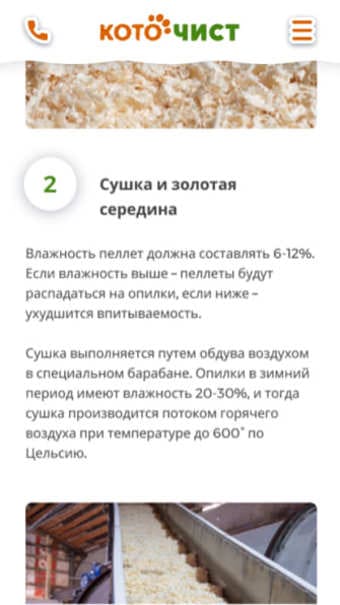 КОТОЧИСТ
2
Сушка и золотая
середина
Влажность пеллет должна составлять 6-12%.
Если влажность выше – пеллеты будут
распадаться на опилки, если ниже –
ухудшится впитываемость.
Сушка выполняется путем обдува воздухом
в специальном барабане. Опилки в зимний
период имеют влажность 20-30%, и тогда
сушка производится потоком горячего
воздуха при температуре до 600° по
Цельсию.